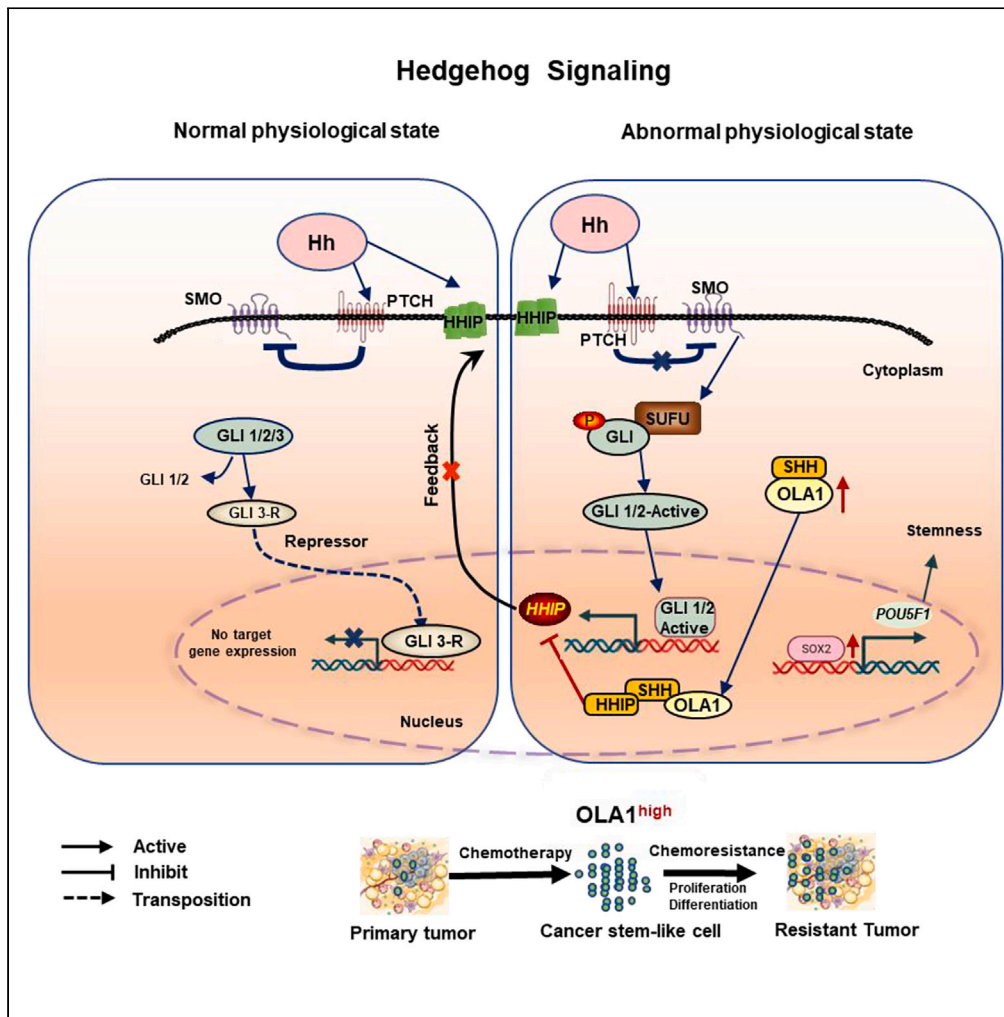 Hedgehog Signaling
Normal physiological state
Abnormal physiological state
Hh
SMO
PTCH
HHIP
GLI 1/2/3
GLI 1/2
GLI 3-R
Repressor
GLI 3-R
No target
gene expression
Nucleus
Feedback
Hh
HHIP
PTCH
SMO
Cytoplasm
P
GLI
SUFU
GLI 1/2-Active
SHH
OLA1
Stemness
HHIP
GLI 1/2
Active
POU5F1
SOX2
SHH
HHIP
OLA1
OLA1high
Active
Inhibit
Transposition
Primary tumor
Chemotherapy
Cancer stem-like cell
Chemoresistance
Proliferation
Differentiation
Resistant Tumor